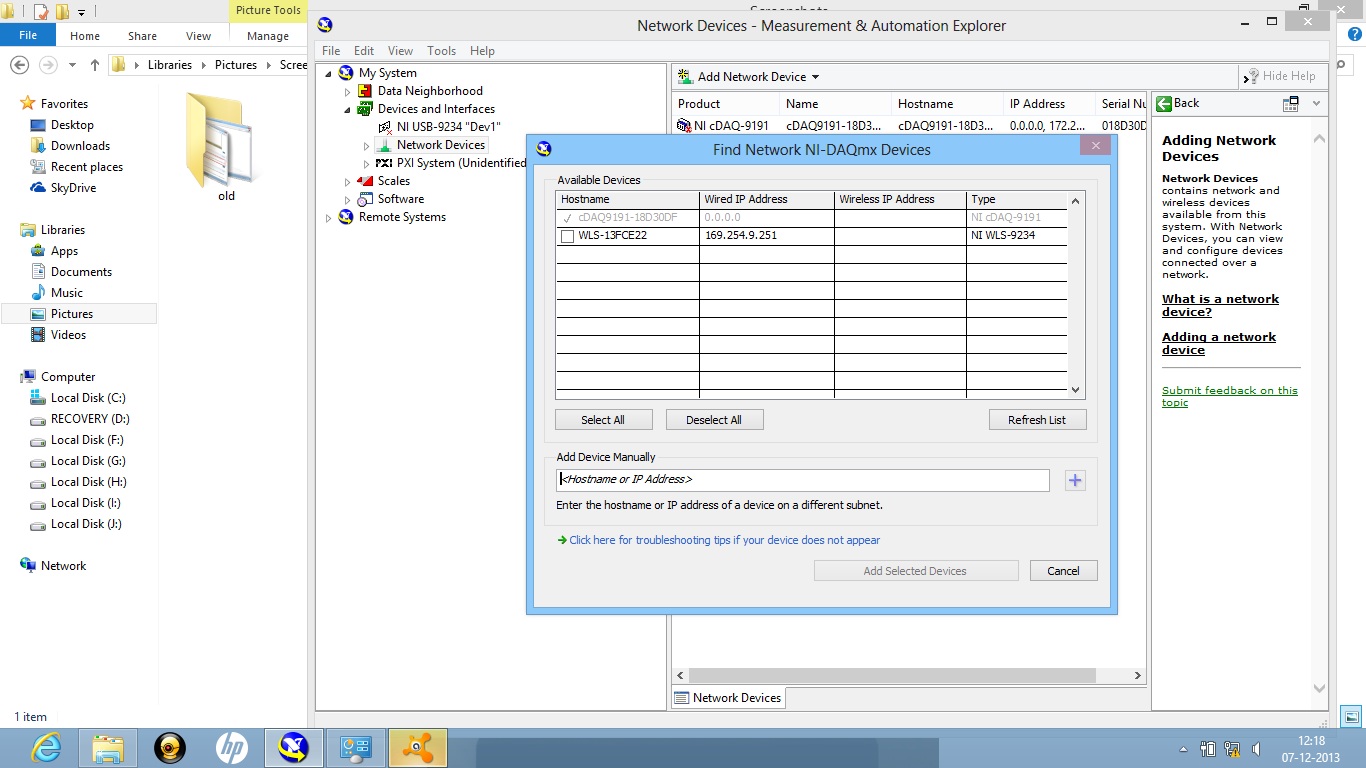 Picture Tools
File
Home
Share
View
Manage
Libraries
Pictures
Scree
Favorites
Desktop
Downloads
Recent places
SkyDrive
Libraries
Apps
Documents
Music
Pictures
Videos
Computer
Local Disk (C:)
RECOVERY (D:)
Local Disk (F:)
Local Disk (G:)
Local Disk (H:)
Local Disk (I:)
Local Disk (J:)
Network
old
1 item
Network Devices - Measurement & Automation Explorer
File Edit View Tools Help
My System
Data Neighborhood
Devices and Interfaces
NI USB-9234 "Dev1"
Network Devices
PXI System (Unidentified
Scales
Software
Remote Systems
Add Network Device
Hide Help
Product Name Hostname IP Address Serial Nu
NI cDAQ-9191 cDAQ9191-18D3... cDAQ9191-18D3... 0.0.0.0, 172.2... 018D30D
Find Network NI-DAQmx Devices
Available Devices
Hostname Wired IP Address Wireless IP Address Type
cDAQ9191-18D30DF 0.0.0.0 NI cDAQ-9191
WLS-13FCE22 169.254.9.251 NI WLS-9234
Select All Deselect All Refresh List
Add Device Manually
<Hostname or IP Address>
Enter the hostname or IP address of a device on a different subnet.
Click here for troubleshooting tips if your device does not appear
Add Selected Devices Cancel
Network Devices
Back
Adding Network
Devices
Network Devices
contains network and
wireless devices
available from this
system. With Network
Devices, you can view
and configure devices
connected over a
network.
What is a network
device?
Adding a network
device
Submit feedback on this
topic
hp
12:18
07-12-2013